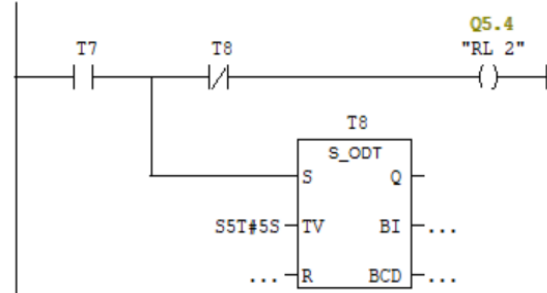 Q5.4
T7 T8 "RL 2"
T8
S_ODT
S Q
S5T#5S TV BI ...
... R BCD ...